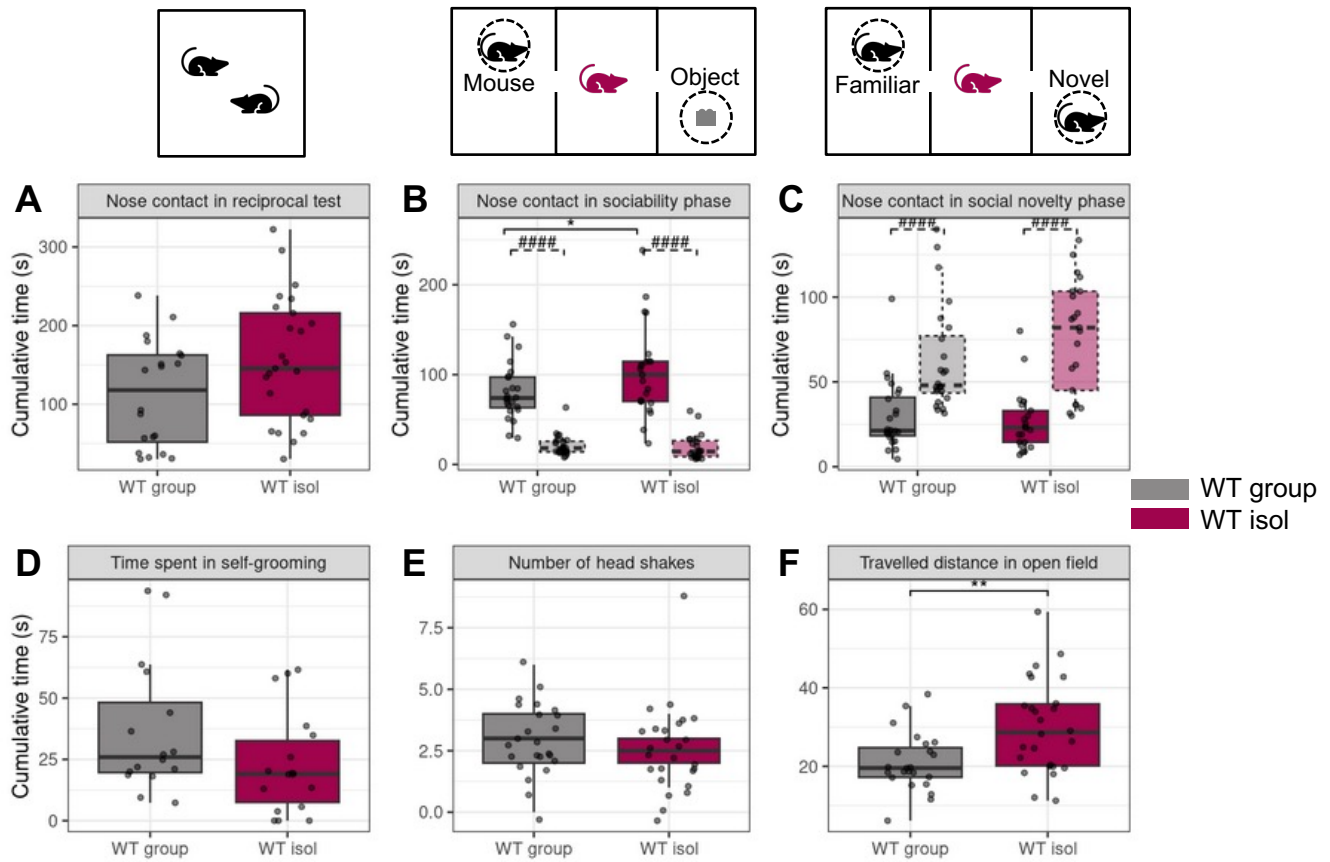 Mouse
Object
Familiar
Novel
A
Nose contact in reciprocal test
Cumulative time (s)
300
200
100
WT group
WT isol
B
Nose contact in sociability phase
Cumulative time (s)
*
####
####
200
100
0
WT group
WT isol
C
Nose contact in social novelty phase
Cumulative time (s)
####
####
100
50
0
WT group
WT isol
WT group
WT isol
D
Time spent in self-grooming
Cumulative time (s)
75
50
25
0
WT group
WT isol
E
Number of head shakes
Cumulative time (s)
7.5
5.0
2.5
0.0
WT group
WT isol
F
Travelled distance in open field
Cumulative time (s)
**
60
40
20
WT group
WT isol